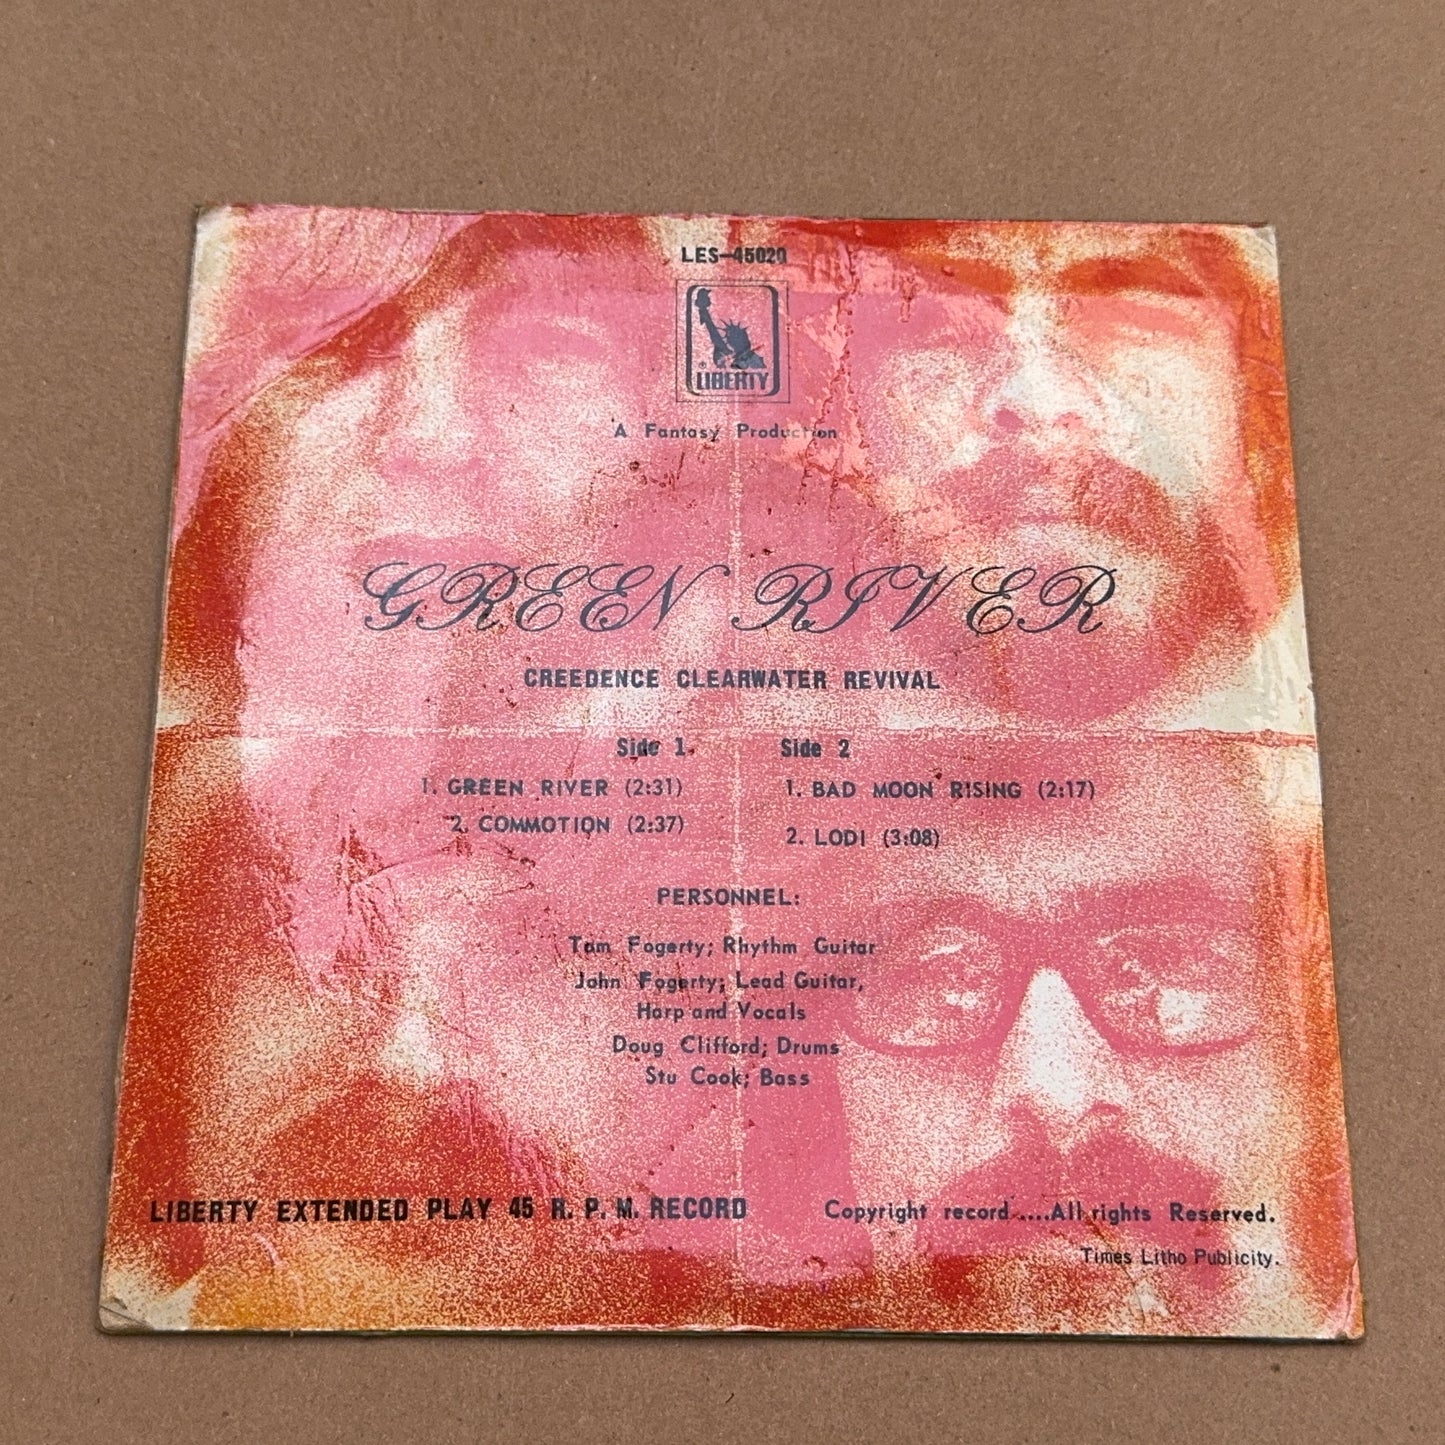 LES-45020
LIBERTY
A Fantasy Production
GREEN RIVER
CREEDENCE CLEARWATER REVIVAL
Side 1. Side 2
1. GREEN RIVER (2:31) 1. BAD MOON RISING (2:17)
2. COMMOTION (2:37) 2. LODI (3:08)
PERSONNEL:
Tom Fogerty; Rhythm Guitar
John Fogerty; Lead Guitar,
Harp and Vocals
Doug Clifford; Drums
Stu Cook; Bass
LIBERTY EXTENDED PLAY 45 R. P. M. RECORD Copyright record ....All rights Reserved.
Times Litho Publicity.